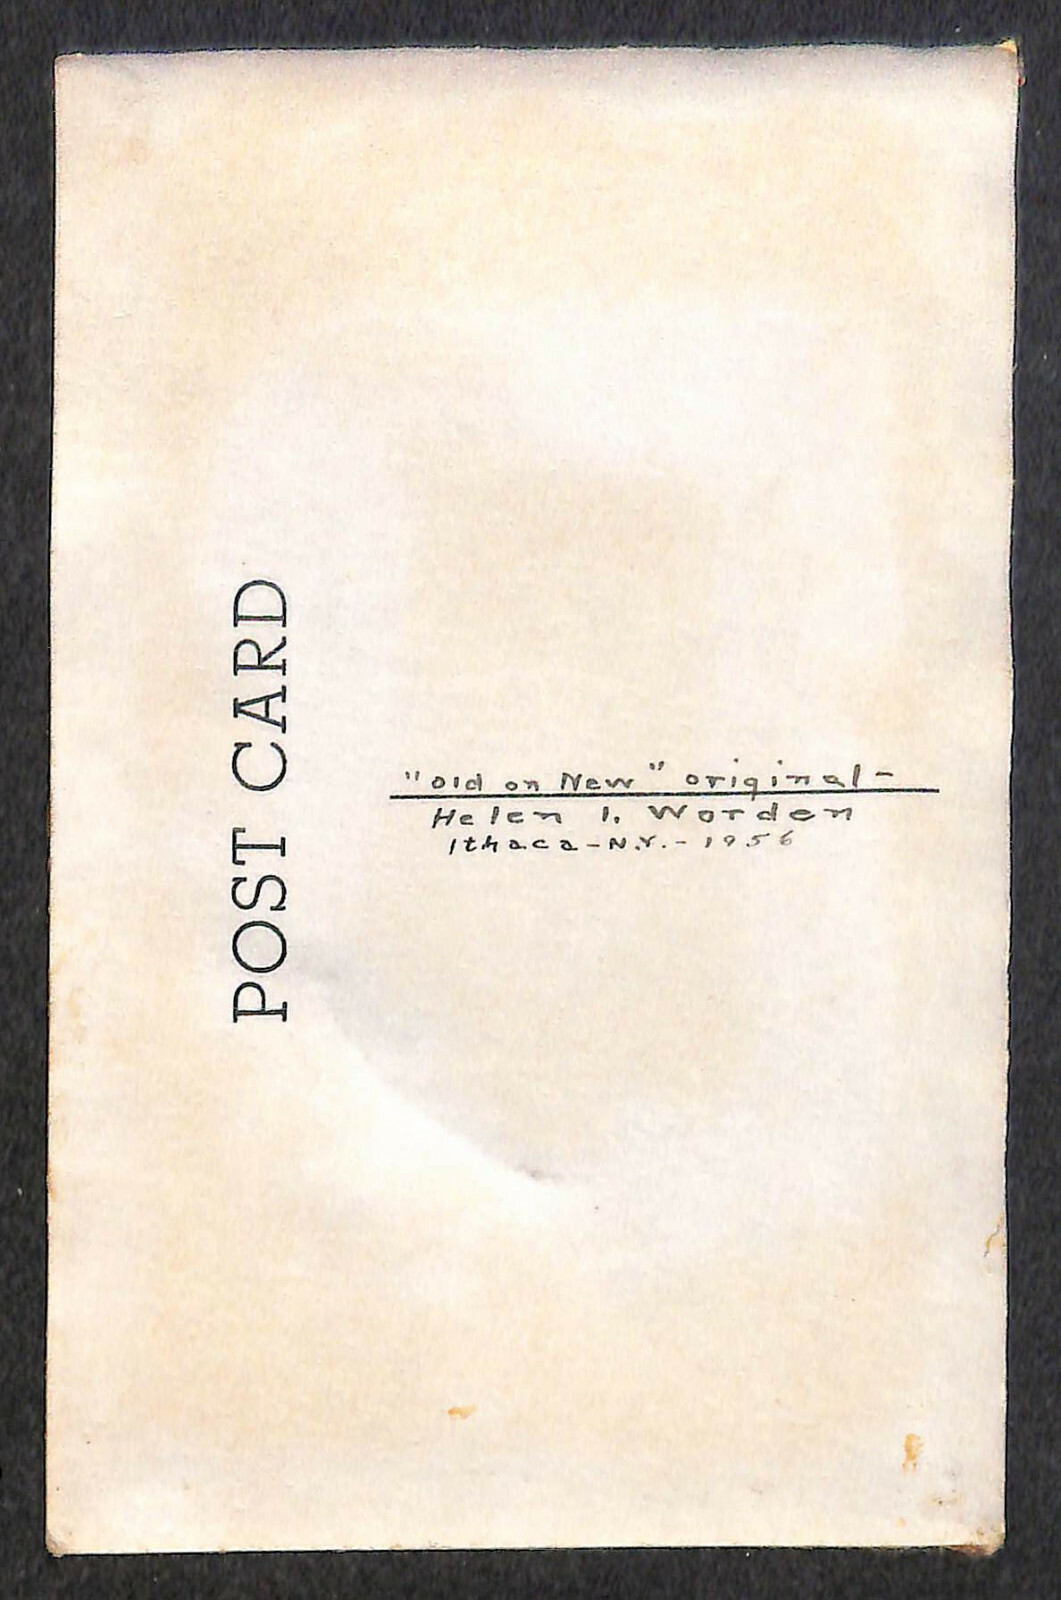 POST CARD
"Old on New" original-
Helen I. Worden
Ithaca-N.Y.-1956